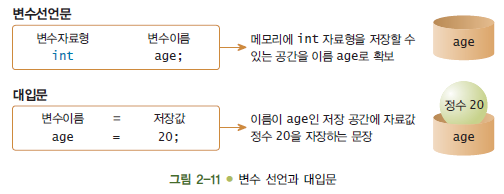 변수선언문
변수자료형 변수이름
int age;
메모리에 int 자료형을 저장할 수
있는 공간을 이름 age로 확보
age
대입문
변수이름 = 저장값
age = 20;
이름이 age인 저장 공간에 자료값
정수 20을 자장하는 문장
정수 20
age
그림 2-11 변수 선언과 대입문